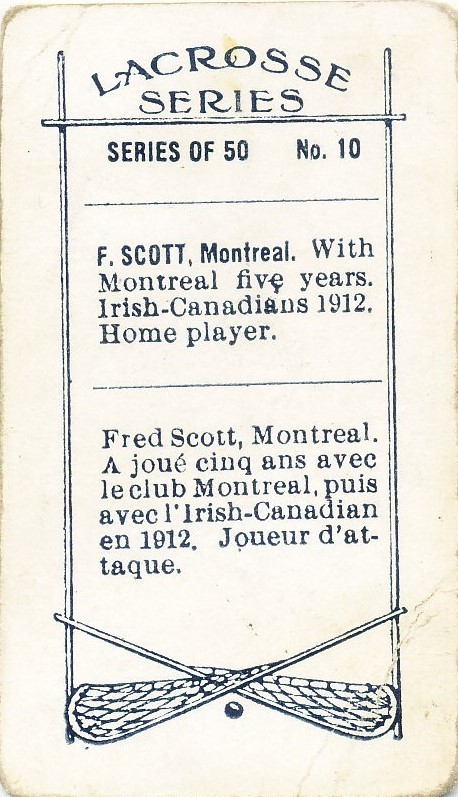 LACROSSE
SERIES
SERIES OF 50 No. 10
F. SCOTT, Montreal. With
Montreal five years.
Irish-Canadians 1912.
Home player.
Fred Scott, Montreal.
A joué cinq ans avec
le club Montreal, puis
avec l'Irish-Canadian
en 1912. Joueur d'at-
taque.